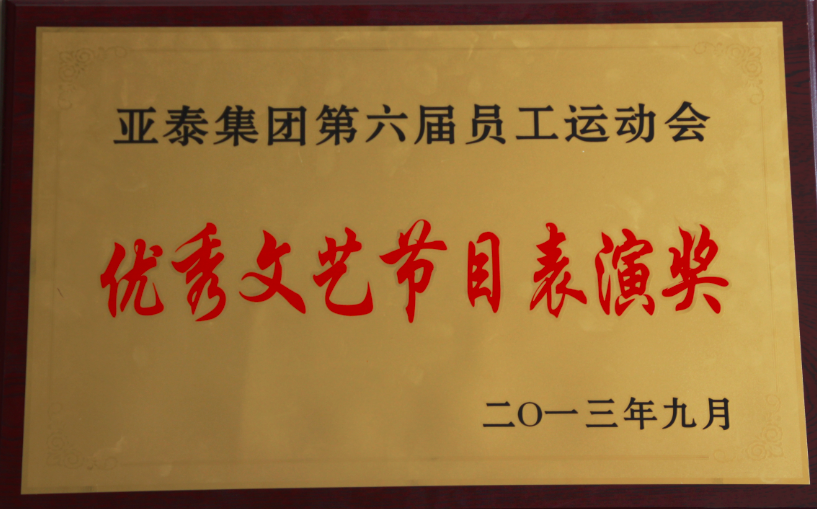 亚泰集团第六届员工运动会
优秀文艺节目表演奖
二〇一三年九月